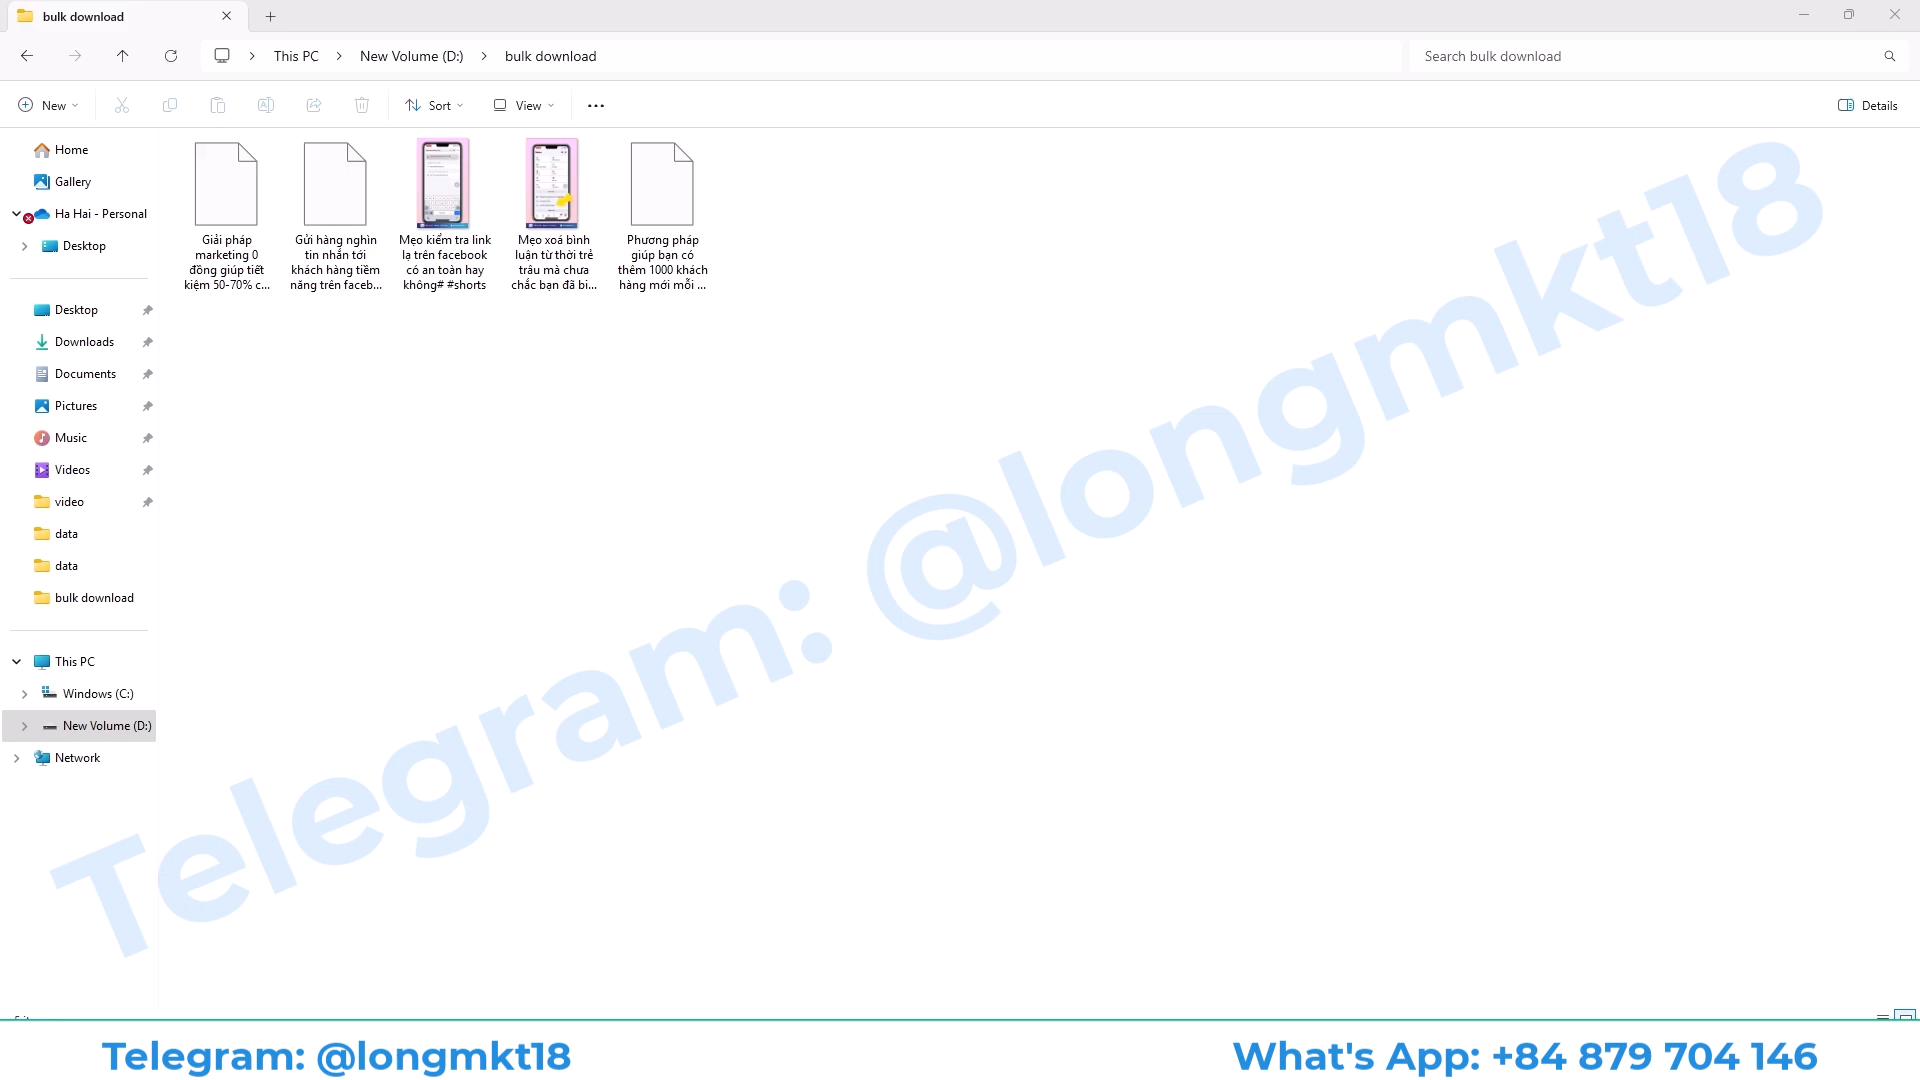 bulk download
This PC
New Volume (D:)
bulk download
Search bulk download
New
Sort
View
Details
Home
Gallery
Ha Hai - Personal
Desktop
Desktop
Downloads
Documents
Pictures
Music
Videos
video
data
data
bulk download
This PC
Windows (C:)
New Volume (D:)
Network
Giải pháp
marketing 0
đồng giúp tiết
kiệm 50-70% c...
Gửi hàng nghìn
tin nhắn tới
khách hàng tiềm
năng trên faceb...
Mẹo kiểm tra link
lạ trên facebook
có an toàn hay
không# #shorts
Mẹo xoá bình
luận từ thời trẻ
trâu mà chưa
chắc bạn đã bi...
Phương pháp
giúp bạn có
thêm 1000 khách
hàng mới mỗi ...
Telegram: @longmkt18
Telegram: @longmkt18
What's App: +84 879 704 146